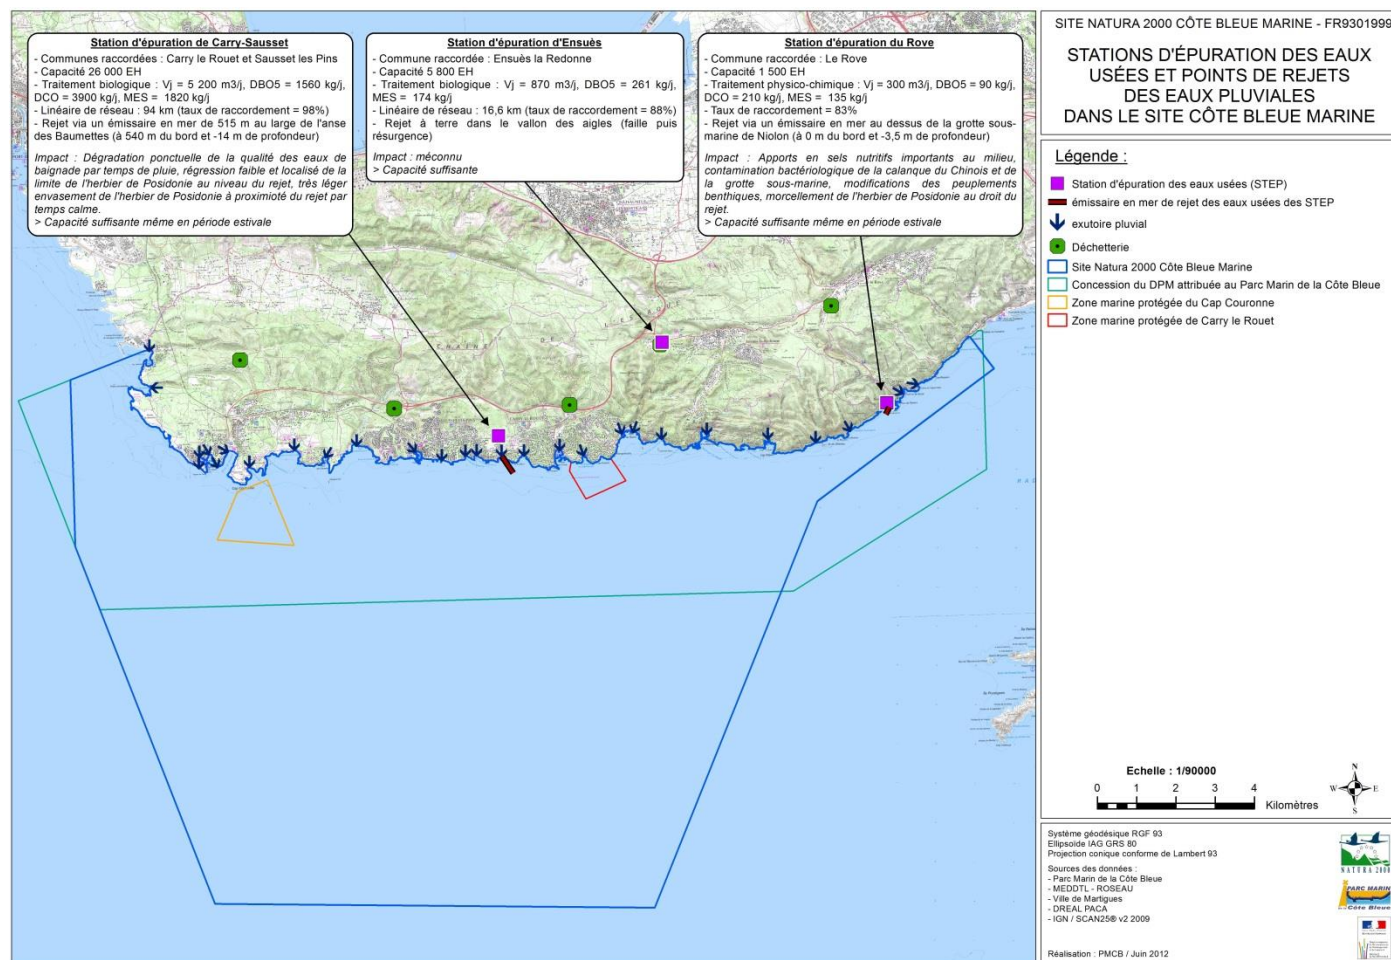 Station d'épuration de Carry-Sausset
- Communes raccordées : Carry le Rouet et Sausset les Pins
- Capacité 26 000 EH
- Traitement biologique : Vj = 5 200 m3/j, DBO5 = 1560 kg/j,
DCO = 3900 kg/j, MES = 1820 kg/j
- Linéaire de réseau : 94 km (taux de raccordement = 98%)
- Rejet via un émissaire en mer de 515 m au large de l'anse
des Baumettes (à 540 m du bord et -14 m de profondeur)
Impact : Dégradation ponctuelle de la qualité des eaux de
baignade par temps de pluie, régression faible et localisé de la
limite de l'herbier de Posidonie au niveau du rejet, très léger
envasement de l'herbier de Posidonie à proximité du rejet par
temps calme.
> Capacité suffisante même en période estivale
Station d'épuration d'Ensuès
- Commune raccordée : Ensuès la Redonne
- Capacité 5 800 EH
- Traitement biologique : Vj = 870 m3/j, DBO5 = 261 kg/j,
MES = 174 kg/j
- Linéaire de réseau : 16,6 km (taux de raccordement = 88%)
- Rejet à terre dans le vallon des aigles (faille puis
résurgence)
Impact : méconnu
> Capacité suffisante
Station d'épuration du Rove
- Commune raccordée : Le Rove
- Capacité 1 500 EH
- Traitement physico-chimique : Vj = 300 m3/j, DBO5 = 90 kg/j,
DCO = 210 kg/j, MES = 135 kg/j
- Taux de raccordement = 83%
- Rejet via un émissaire en mer au dessus de la grotte sous-
marine de Niolon (à 0 m du bord et -3,5 m de profondeur)
Impact : Apports en sels nutritifs importants au milieu,
contamination bactériologique de la calanque du Chinois et de
la grotte sous-marine, modifications des peuplements
benthiques, morcellement de l'herbier de Posidonie au droit du
rejet.
> Capacité suffisante même en période estivale
SITE NATURA 2000 CÔTE BLEUE MARINE - FR9301999
STATIONS D'ÉPURATION DES EAUX
USÉES ET POINTS DE REJETS
DES EAUX PLUVIALES
DANS LE SITE CÔTE BLEUE MARINE
Légende :
Station d'épuration des eaux usées (STEP)
émissaire en mer de rejet des eaux usées des STEP
exutoire pluvial
Déchetterie
Site Natura 2000 Côte Bleue Marine
Concession du DPM attribuée au Parc Marin de la Côte Bleue
Zone marine protégée du Cap Couronne
Zone marine protégée de Carry le Rouet
Echelle : 1/90000
0 1 2 3 4
Kilomètres
N
W E
S
Système géodésique RGF 93
Ellipsoïde IAG GRS 80
Projection conique conforme de Lambert 93
Sources des données :
- Parc Marin de la Côte Bleue
- MEDDTL - ROSEAU
- Ville de Martigues
- DREAL PACA
- IGN / SCAN25® v2 2009
Réalisation : PMCB / Juin 2012
NATURA 2000
PARC MARIN
Côte Bleue